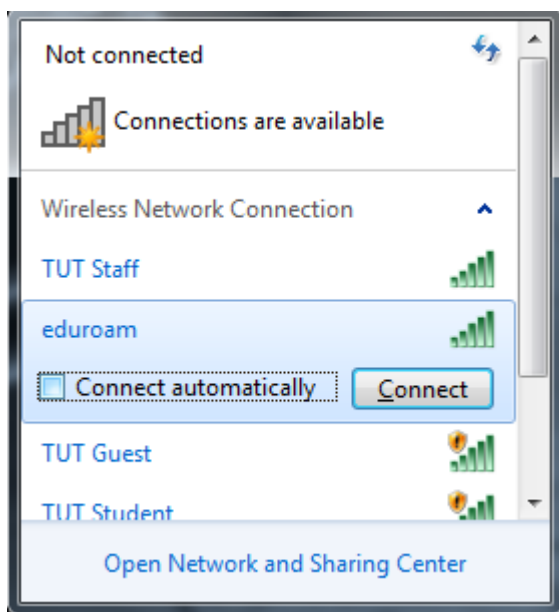 Not connected
Connections are available
Wireless Network Connection
TUT Staff
eduroam
Connect automatically Connect
TUT Guest
TUT Student
Open Network and Sharing Center